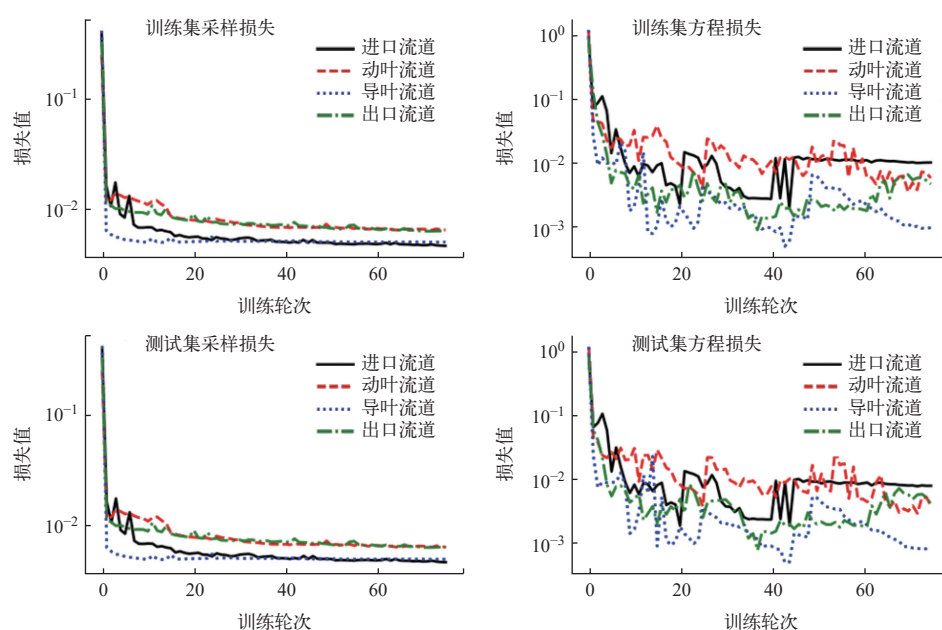 训练集采样损失
进口流道
动叶流道
导叶流道
出口流道
10⁻¹
10⁻²
损失值
0 20 40 60
训练轮次
训练集方程损失
进口流道
动叶流道
导叶流道
出口流道
10⁰
10⁻¹
10⁻²
10⁻³
损失值
0 20 40 60
训练轮次
测试集采样损失
进口流道
动叶流道
导叶流道
出口流道
10⁻¹
10⁻²
损失值
0 20 40 60
训练轮次
测试集方程损失
进口流道
动叶流道
导叶流道
出口流道
10⁰
10⁻¹
10⁻²
10⁻³
损失值
0 20 40 60
训练轮次